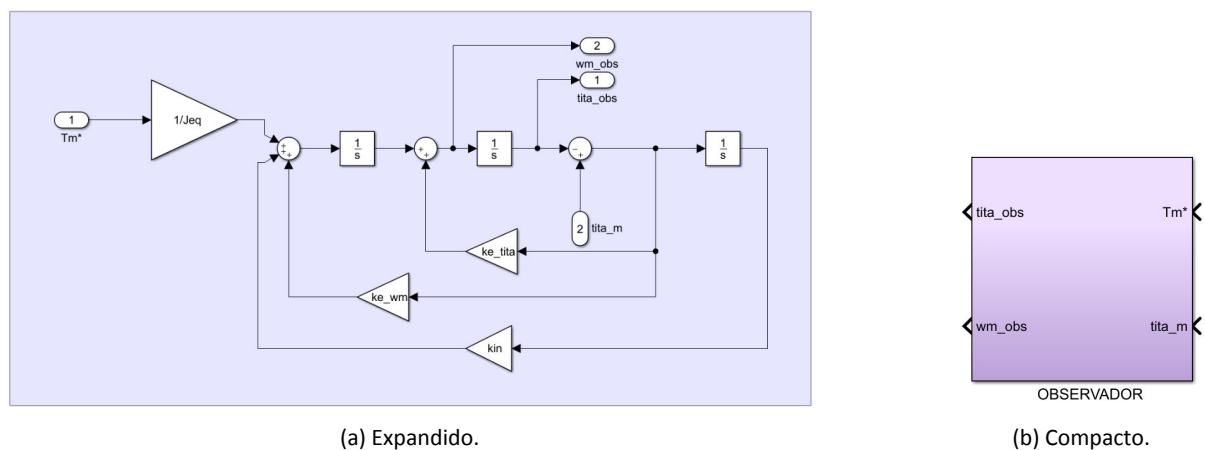 2
wm_obs
1
tita_obs
1
Tm*
1/Jeq
+
+
+
+
1
s
+
+
1
s
-
+
1
s
2
tita_m
ke_tita
ke_wm
kin
tita_obs
Tm*
wm_obs
tita_m
OBSERVADOR
(a) Expandido.
(b) Compacto.